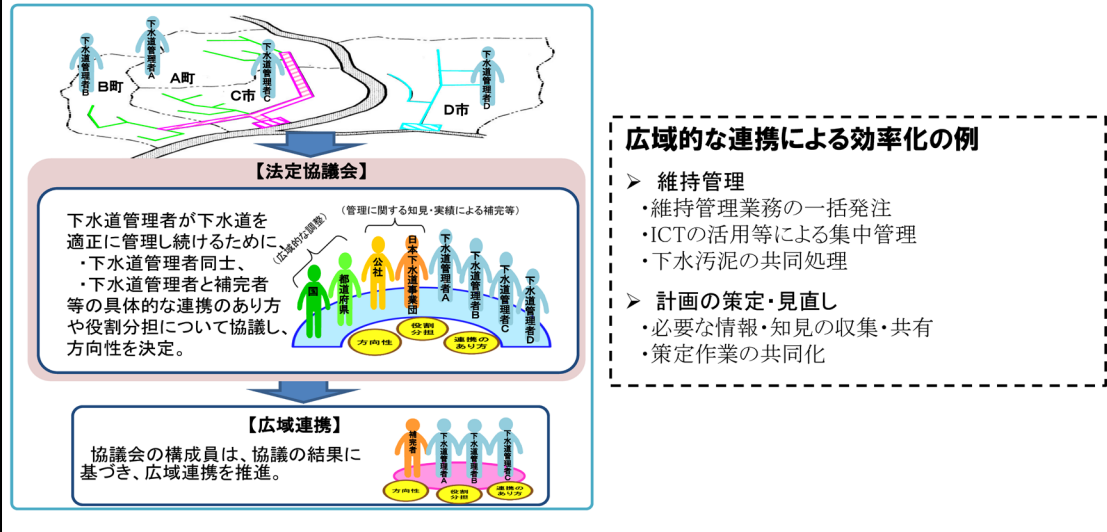 下水道管理者B
下水道管理者A
下水道管理者C
下水道管理者D
B町
A町
C市
D市
【法定協議会】
下水道管理者が下水道を
適正に管理し続けるために、
・下水道管理者同士、
・下水道管理者と補完者
等の具体的な連携のあり方
や役割分担について協議し、
方向性を決定。
(広域的な調整)
(管理に関する知見・実績による補完等)
国
都道府県
公社
日本下水道事業団
下水道管理者A
下水道管理者B
下水道管理者C
下水道管理者D
方向性
役割
分担
連携の
あり方
【広域連携】
協議会の構成員は、協議の結果に
基づき、広域連携を推進。
補完者
下水道管理者A
下水道管理者B
下水道管理者C
方向性
役割
分担
連携の
あり方
広域的な連携による効率化の例
➢ 維持管理
・維持管理業務の一括発注
・ICTの活用等による集中管理
・下水汚泥の共同処理
➢ 計画の策定・見直し
・必要な情報・知見の収集・共有
・策定作業の共同化